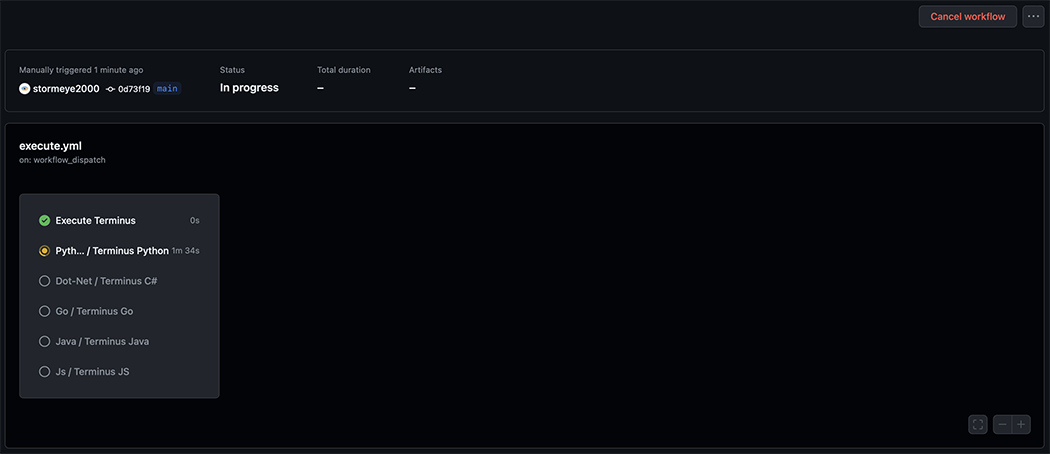 Cancel workflow
Manually triggered 1 minute ago
Status
Total duration
Artifacts
stormeye2000 0d73f19 main
In progress
–
–
execute.yml
on: workflow_dispatch
Execute Terminus 0s
Pyth... / Terminus Python 1m 34s
Dot-Net / Terminus C#
Go / Terminus Go
Java / Terminus Java
Js / Terminus JS